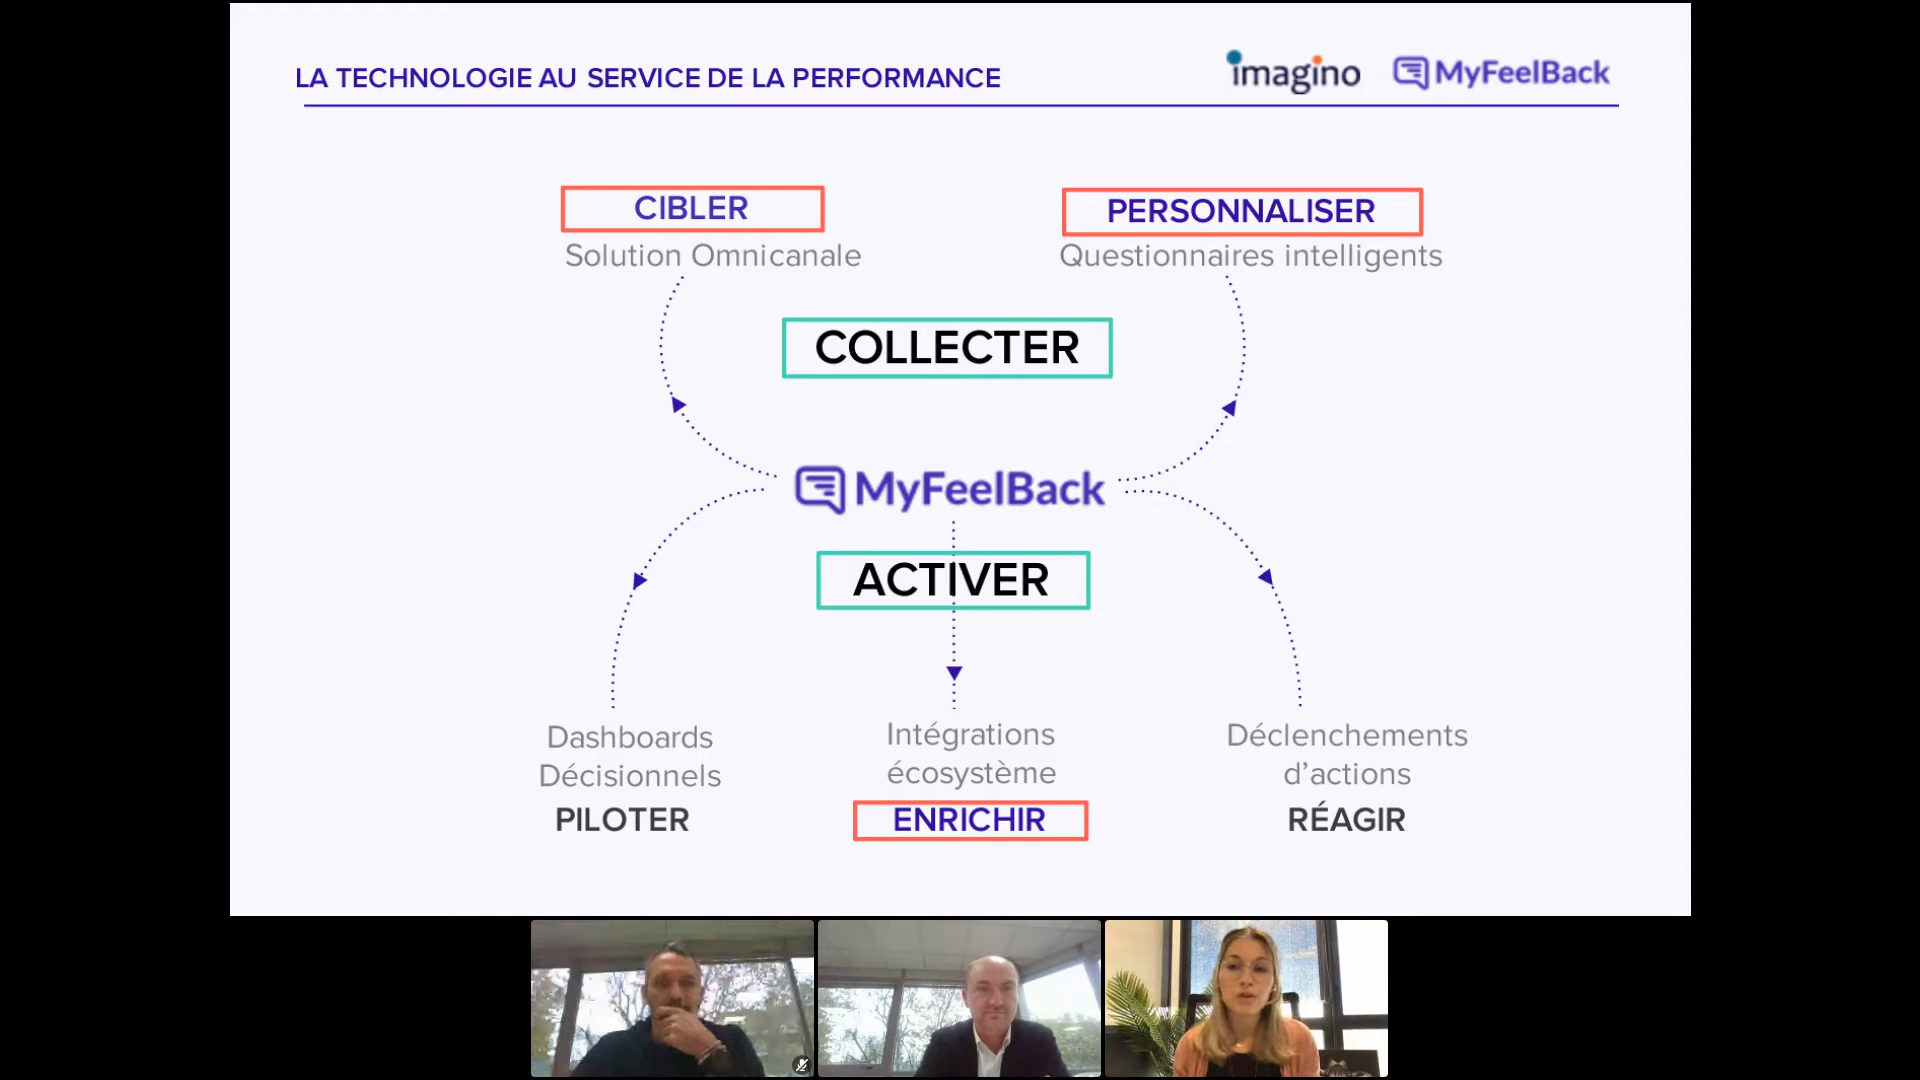 LA TECHNOLOGIE AU SERVICE DE LA PERFORMANCE
imagino
MyFeelBack
CIBLER
PERSONNALISER
Solution Omnicanale
Questionnaires intelligents
COLLECTER
MyFeelBack
ACTIVER
Dashboards
Décisionnels
PILOTER
Intégrations
écosystème
ENRICHIR
Déclenchements
d’actions
RÉAGIR